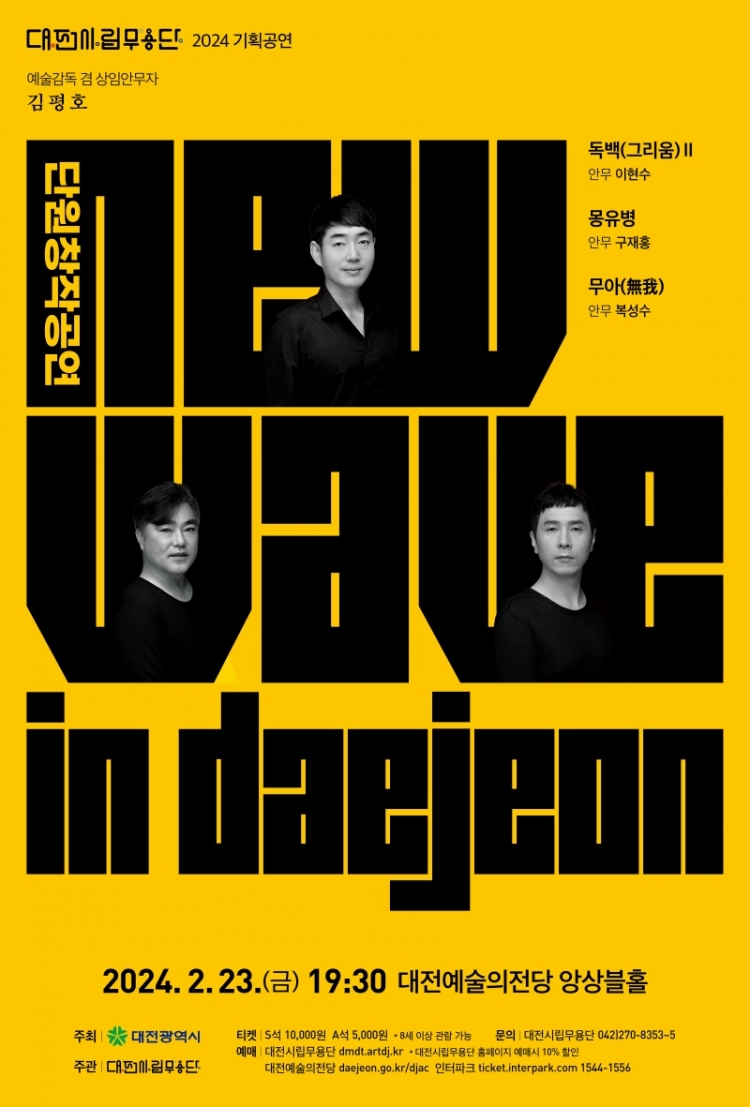 대전시립무용단 2024 기획공연
예술감독 겸 상임안무자
김평호
단원창작공연
new
wave
in daejeon
독백(그리움)Ⅱ
안무 이현수
몽유병
안무 구재홍
무아(無我)
안무 복성수
2024. 2. 23.(금) 19:30 대전예술의전당 앙상블홀
주최 | 대전광역시
주관 | 대전시립무용단
티켓 | S석 10,000원 A석 5,000원 • 8세 이상 관람 가능 문의 | 대전시립무용단 042)270-8353~5
예매 | 대전시립무용단 dmdt.artdj.kr • 대전시립무용단 홈페이지 예매시 10% 할인
대전예술의전당 daejeon.go.kr/djac 인터파크 ticket.interpark.com 1544-1556